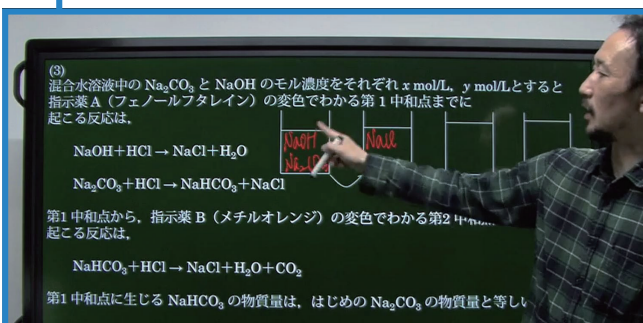 (3)
混合水溶液中の Na₂CO₃ と NaOH のモル濃度をそれぞれ x mol/L, y mol/Lとすると
指示薬 A(フェノールフタレイン)の変色でわかる第 1 中和点までに
起こる反応は,
NaOH+HCl → NaCl+H₂O
Na₂CO₃+HCl → NaHCO₃+NaCl
NaOH
NaCl
第1 中和点から, 指示薬 B(メチルオレンジ)の変色でわかる第2 中和
起こる反応は,
NaHCO₃+HCl → NaCl+H₂O+CO₂
第1 中和点に生じる NaHCO₃ の物質量は, はじめの Na₂CO₃ の物質量と等し